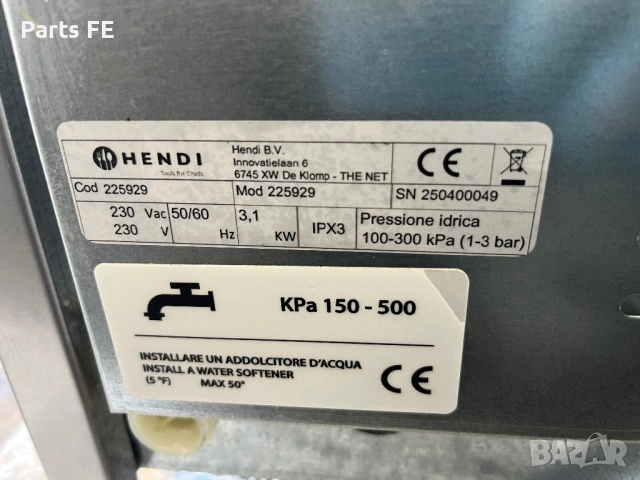 Parts FE
HENDI
Tools for Chefs
Hendi B.V.
Innovatielaan 6
6745 XW De Klomp - THE NET
CE
Cod 225929
Mod 225929
SN 250400049
230 Vac
230 V
50/60
Hz
3,1
KW
IPX3
Pressione idrica
100-300 kPa (1-3 bar)
KPa 150 - 500
INSTALLARE UN ADDOLCITORE D'ACQUA
INSTALL A WATER SOFTENER
(5 °F) MAX 50°
CE
BAZAR